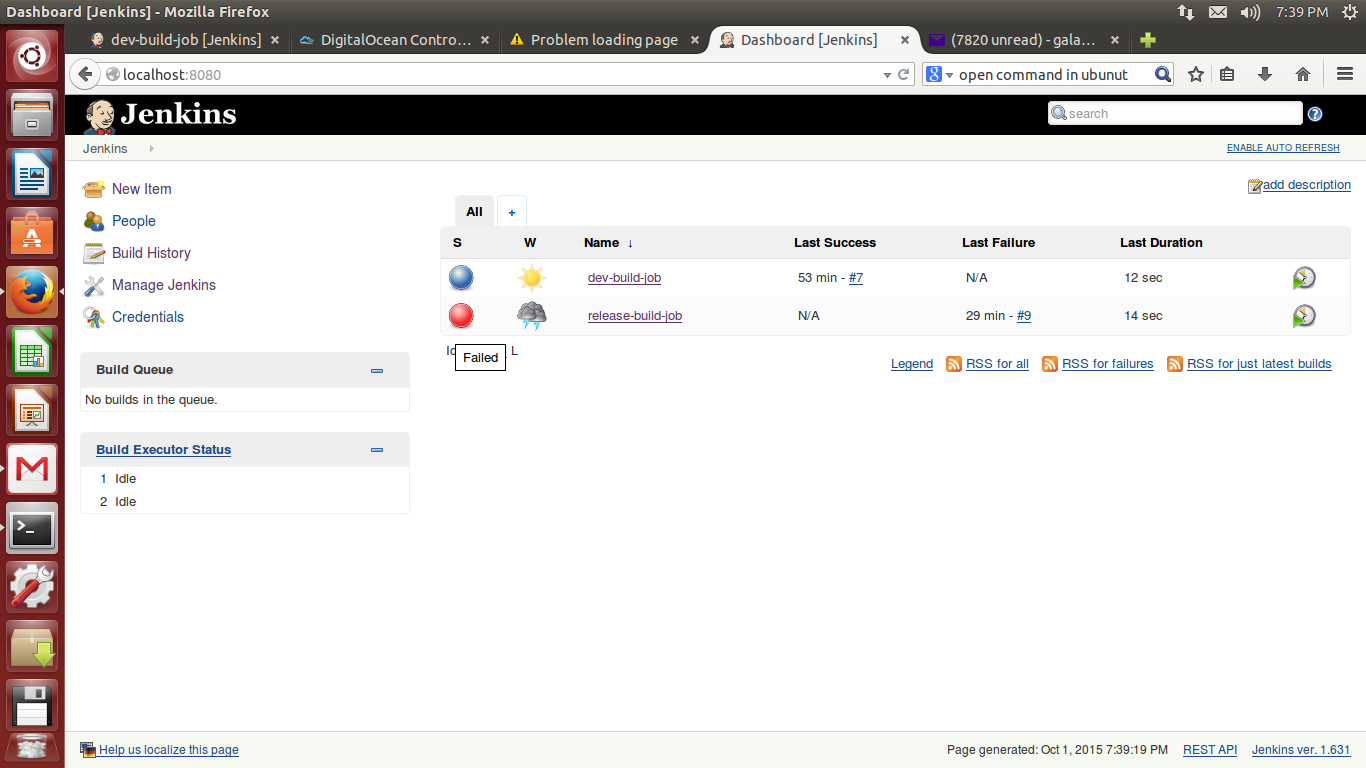 Dashboard [Jenkins] - Mozilla Firefox
7:39 PM
dev-build-job [Jenkins]
DigitalOcean Contro...
Problem loading page
Dashboard [Jenkins]
(7820 unread) - gala...
localhost:8080
open command in ubunut
Jenkins
search
Jenkins
ENABLE AUTO REFRESH
New Item
add description
People
All
+
Build History
S W Name ↓ Last Success Last Failure Last Duration
Manage Jenkins
dev-build-job 53 min - #7 N/A 12 sec
Credentials
release-build-job N/A 29 min - #9 14 sec
Failed
L
Legend
RSS for all
RSS for failures
RSS for just latest builds
Build Queue
No builds in the queue.
Build Executor Status
1 Idle
2 Idle
Help us localize this page
Page generated: Oct 1, 2015 7:39:19 PM
REST API
Jenkins ver. 1.631